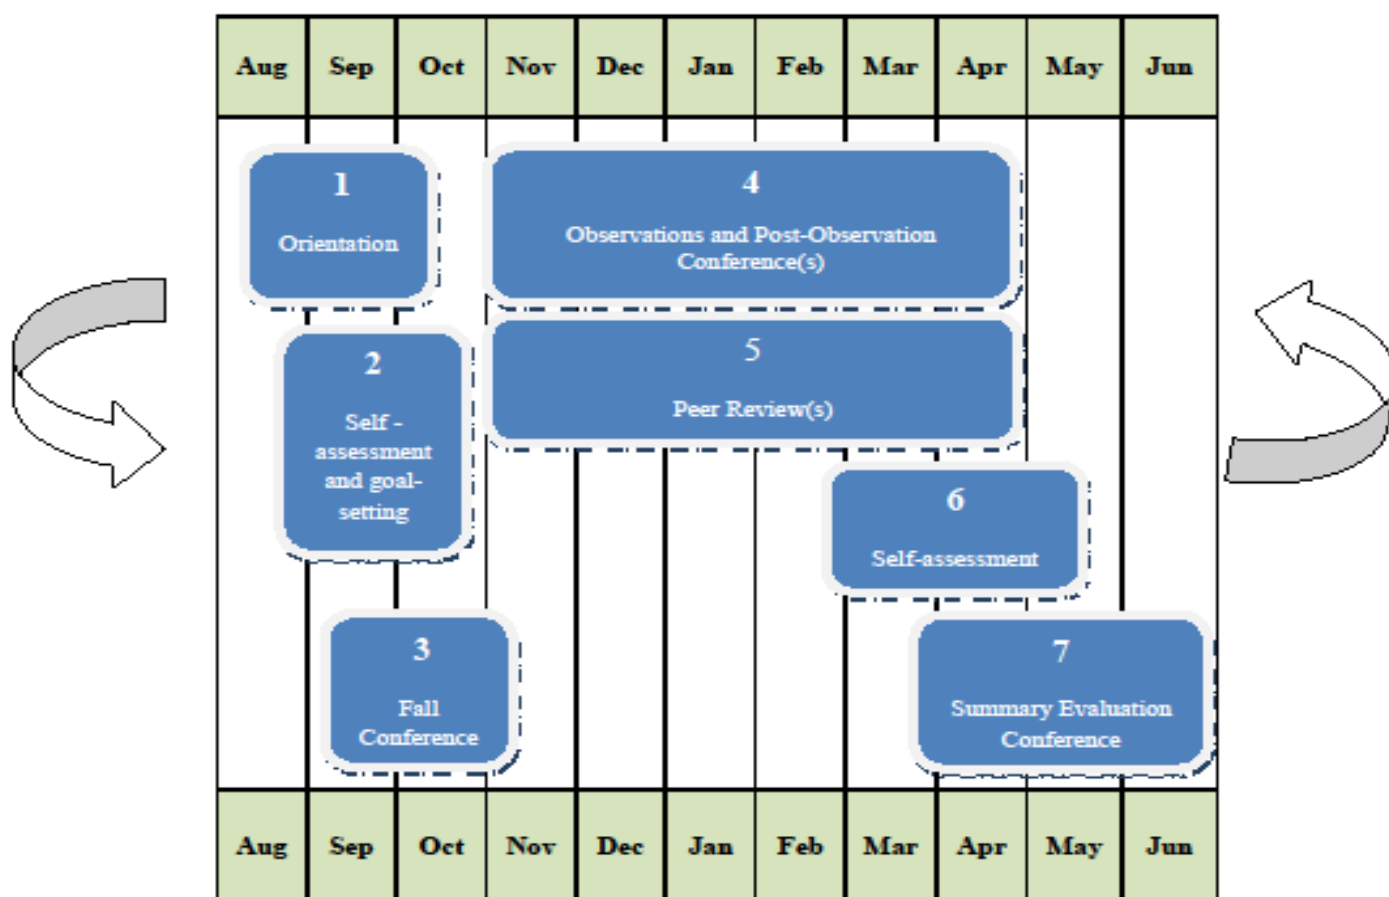 Aug Sep Oct Nov Dec Jan Feb Mar Apr May Jun
1
Orientation
4
Observations and Post-Observation
Conference(s)
2
Self -
assessment
and goal-
setting
5
Peer Review(s)
6
Self-assessment
3
Fall
Conference
7
Summary Evaluation
Conference
Aug Sep Oct Nov Dec Jan Feb Mar Apr May Jun